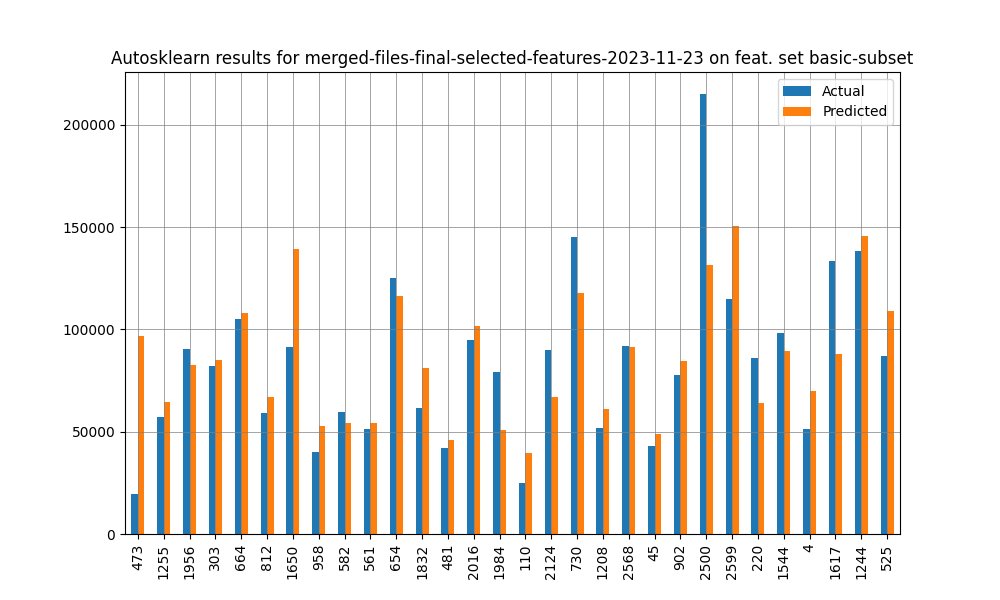 Autosklearn results for merged-files-final-selected-features-2023-11-23 on feat. set basic-subset
Actual
Predicted
200000
150000
100000
50000
0
473 1255 1956 303 664 812 1650 958 582 561 654 1832 481 2016 1984 110 2124 730 1208 2568 45 902 2500 2599 220 1544 4 1617 1244 525